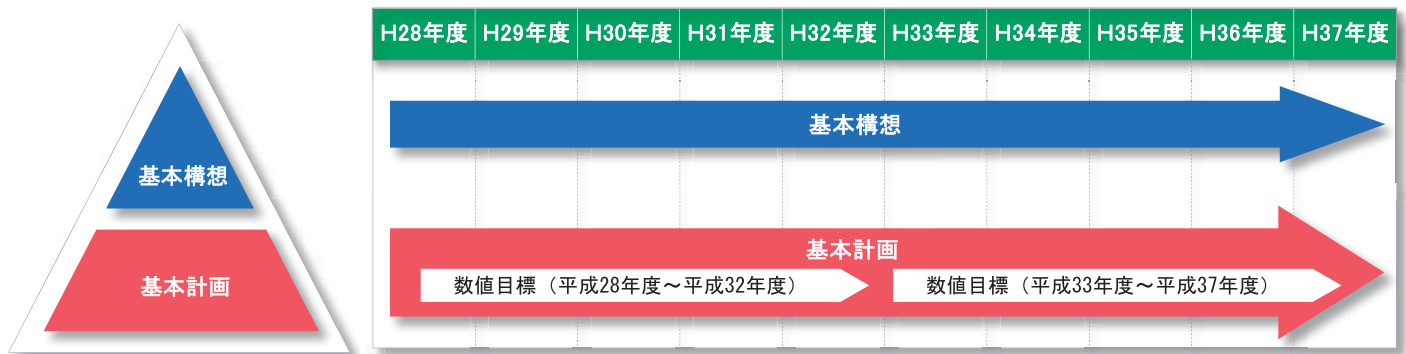 基本構想
基本計画
H28年度 H29年度 H30年度 H31年度 H32年度 H33年度 H34年度 H35年度 H36年度 H37年度
基本構想
基本計画
数値目標（平成28年度～平成32年度） 数値目標（平成33年度～平成37年度）